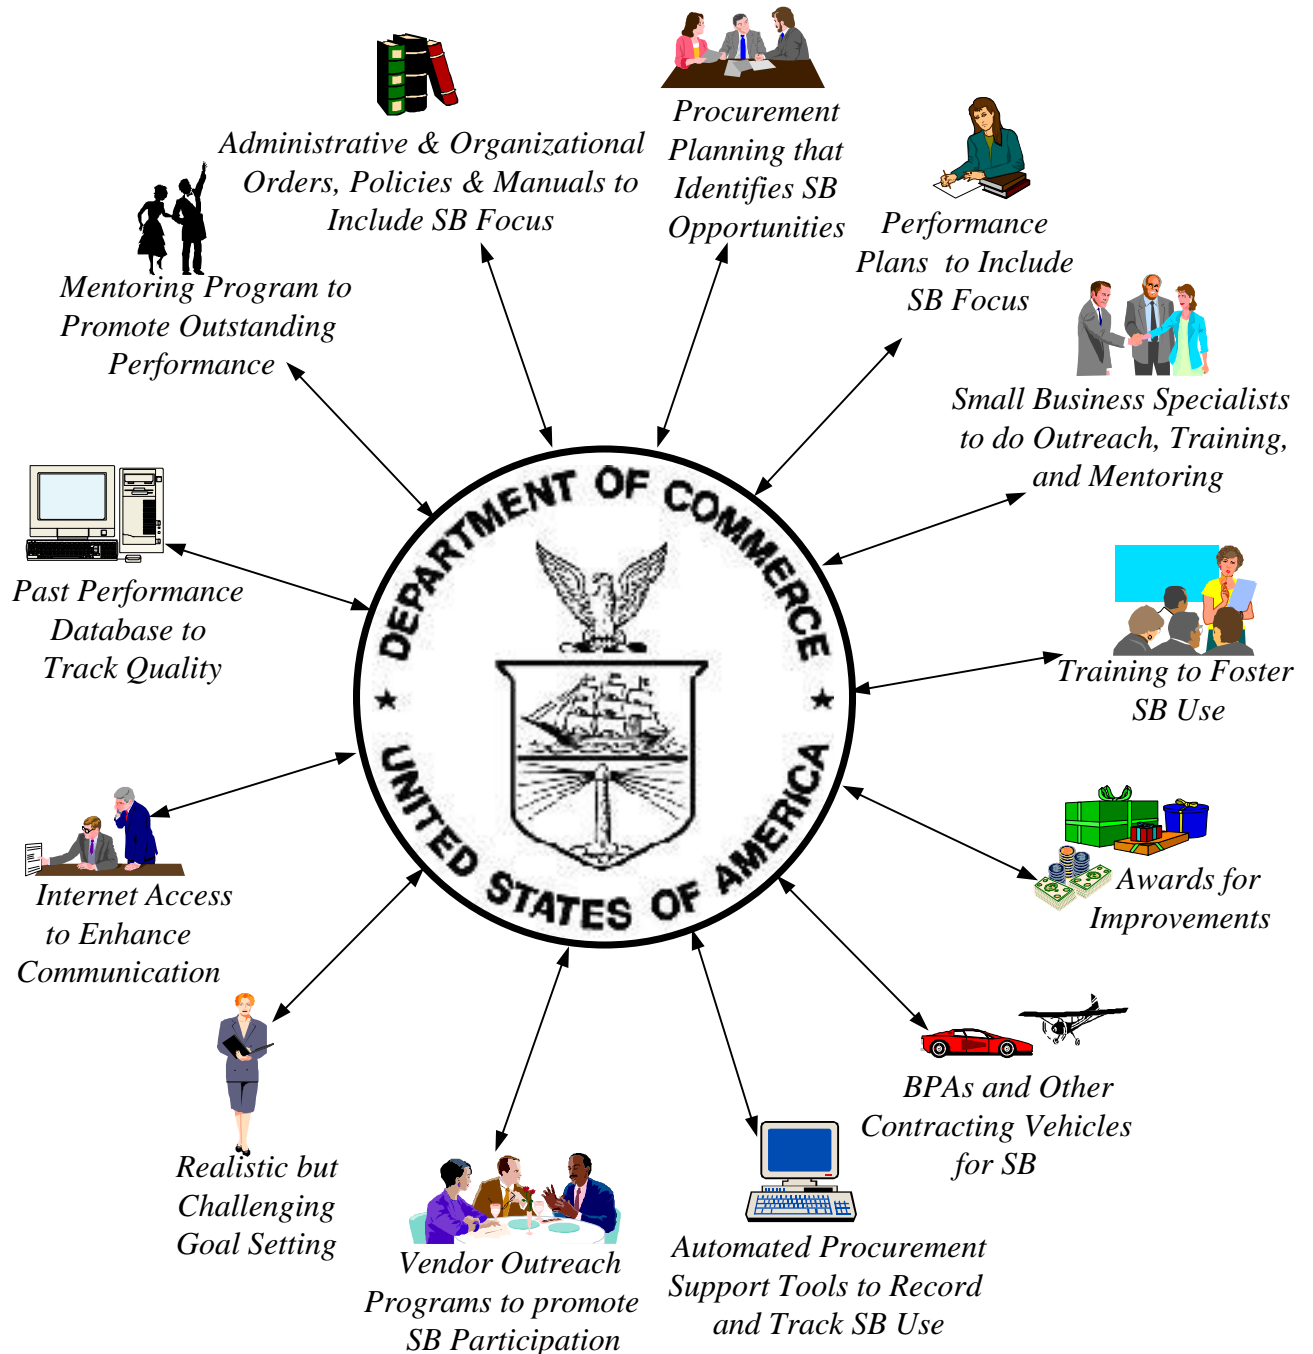 Administrative & Organizational
Orders, Policies & Manuals to
Include SB Focus
Procurement
Planning that
Identifies SB
Opportunities
Performance
Plans to Include
SB Focus
Small Business Specialists
to do Outreach, Training,
and Mentoring
Training to Foster
SB Use
Awards for
Improvements
BPAs and Other
Contracting Vehicles
for SB
Automated Procurement
Support Tools to Record
and Track SB Use
Vendor Outreach
Programs to promote
SB Participation
Realistic but
Challenging
Goal Setting
Internet Access
to Enhance
Communication
Past Performance
Database to
Track Quality
Mentoring Program to
Promote Outstanding
Performance
DEPARTMENT OF COMMERCE
UNITED STATES OF AMERICA